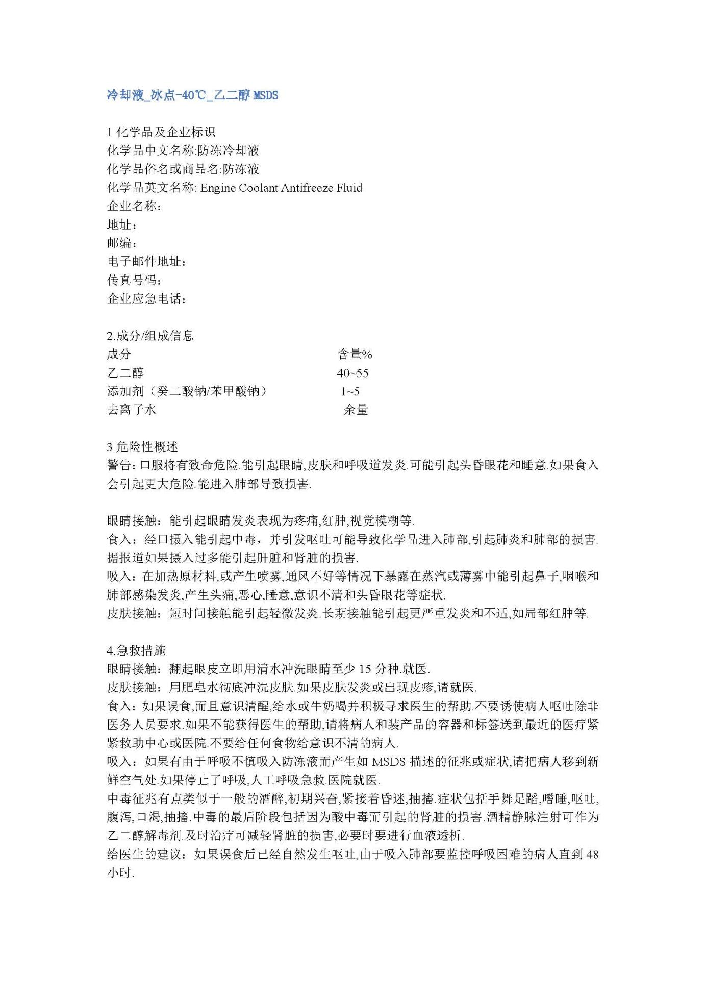 冷却液_冰点-40℃_乙二醇 MSDS
1 化学品及企业标识
化学品中文名称:防冻冷却液
化学品俗名或商品名:防冻液
化学品英文名称: Engine Coolant Antifreeze Fluid
企业名称：
地址：
邮编：
电子邮件地址：
传真号码：
企业应急电话：
2.成分/组成信息
成分 含量%
乙二醇 40~55
添加剂（癸二酸钠/苯甲酸钠） 1~5
去离子水 余量
3 危险性概述
警告: 口服将有致命危险.能引起眼睛,皮肤和呼吸道发炎.可能引起头昏眼花和睡意.如果食入
会引起更大危险.能进入肺部导致损害.
眼睛接触：能引起眼睛发炎表现为疼痛,红肿,视觉模糊等.
食入：经口摄入能引起中毒，并引发呕吐可能导致化学品进入肺部,引起肺炎和肺部的损害.
据报道如果摄入过多能引起肝脏和肾脏的损害.
吸入：在加热原材料,或产生喷雾,通风不好等情况下暴露在蒸汽或薄雾中能引起鼻子,咽喉和
肺部感染发炎,产生头痛,恶心,睡意,意识不清和头昏眼花等症状.
皮肤接触：短时间接触能引起轻微发炎.长期接触能引起更严重发炎和不适,如局部红肿等.
4.急救措施
眼睛接触：翻起眼皮立即用清水冲洗眼睛至少 15 分种.就医.
皮肤接触：用肥皂水彻底冲洗皮肤.如果皮肤发炎或出现皮疹,请就医.
食入：如果误食,而且意识清醒,给水或牛奶喝并积极寻求医生的帮助.不要诱使病人呕吐除非
医务人员要求.如果不能获得医生的帮助,请将病人和装产品的容器和标签送到最近的医疗紧
紧救助中心或医院.不要给任何食物给意识不清的病人.
吸入：如果有由于呼吸不慎吸入防冻液而产生如 MSDS 描述的征兆或症状,请把病人移到新
鲜空气处.如果停止了呼吸,人工呼吸急救.医院就医.
中毒征兆有点类似于一般的酒醉,初期兴奋,紧接着昏迷,抽搐.症状包括手舞足蹈,嗜睡,呕吐,
腹泻,口渴,抽搐.中毒的最后阶段包括因为酸中毒而引起的肾脏的损害.酒精静脉注射可作为
乙二醇解毒剂.及时治疗可减轻肾脏的损害,必要时要进行血液透析.
给医生的建议：如果误食后已经自然发生呕吐,由于吸入肺部要监控呼吸困难的病人直到 48
小时.